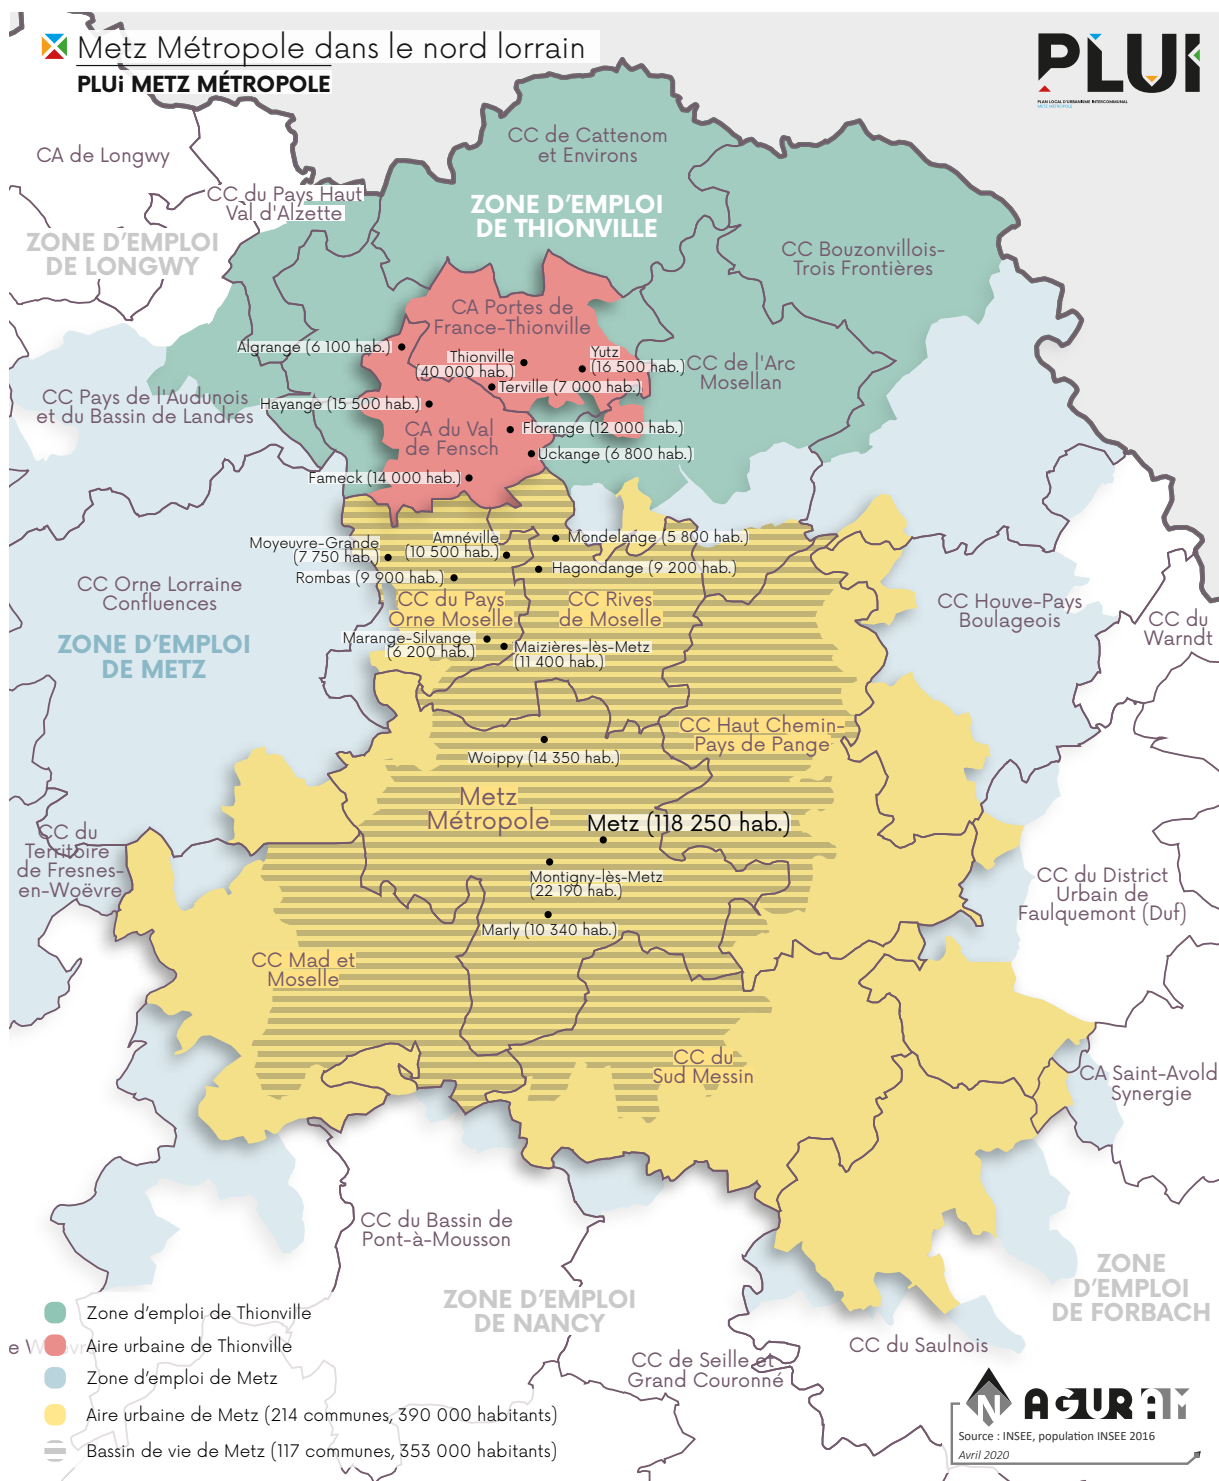 Metz Métropole dans le nord lorrain
PLUi METZ MÉTROPOLE
PLUi
PLAN LOCAL D'URBANISME INTERCOMMUNAL
METZ MÉTROPOLE
CC de Cattenom
et Environs
CA de Longwy
CC du Pays Haut
Val d'Alzette
ZONE D'EMPLOI
DE THIONVILLE
ZONE D'EMPLOI
DE LONGWY
CC Bouzonvillois-
Trois Frontières
CA Portes de
France-Thionville
Algrange (6 100 hab.)
Thionville
(40 000 hab.)
Yutz
(16 500 hab.)
CC de l'Arc
Mosellan
Terville (7 000 hab.)
CC Pays de l'Audunois
et du Bassin de Landres
Hayange (15 500 hab.)
CA du Val
de Fensch
Florange (12 000 hab.)
Uckange (6 800 hab.)
Fameck (14 000 hab.)
Moyeuvre-Grande
(7 750 hab.)
Amnéville
(10 500 hab.)
Mondelange (5 800 hab.)
Hagondange (9 200 hab.)
Rombas (9 900 hab.)
CC Orne Lorraine
Confluences
CC du Pays
Orne Moselle
CC Rives
de Moselle
CC Houve-Pays
Boulageois
CC du
Warndt
ZONE D'EMPLOI
DE METZ
Marange-Silvange
(6 200 hab.)
Maizières-lès-Metz
(11 400 hab.)
CC Haut Chemin-
Pays de Pange
Woippy (14 350 hab.)
Metz
Métropole
Metz (118 250 hab.)
CC du
Territoire
de Fresnes-
en-Woëvre
Montigny-lès-Metz
(22 190 hab.)
CC du District
Urbain de
Faulquemont (Duf)
Marly (10 340 hab.)
CC Mad et
Moselle
CC du
Sud Messin
CA Saint-Avold
Synergie
CC du Bassin de
Pont-à-Mousson
ZONE
D'EMPLOI
DE FORBACH
ZONE D'EMPLOI
DE NANCY
CC du Saulnois
CC de Seille et
Grand Couronné
Zone d'emploi de Thionville
Aire urbaine de Thionville
Zone d'emploi de Metz
Aire urbaine de Metz (214 communes, 390 000 habitants)
Bassin de vie de Metz (117 communes, 353 000 habitants)
N
AGURAM
Source : INSEE, population INSEE 2016
Avril 2020